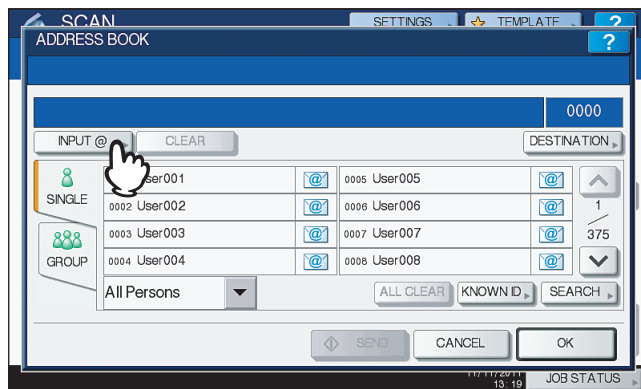 SCAN
SETTINGS
TEMPLATE
?
ADDRESS BOOK
?
0000
INPUT @
CLEAR
DESTINATION
SINGLE
User001
@
0005 User005
@
0002 User002
@
0006 User006
@
1
0003 User003
@
0007 User007
@
375
GROUP
0004 User004
@
0008 User008
@
All Persons
ALL CLEAR
KNOWN ID
SEARCH
SEND
CANCEL
OK
11/11/2011
13:19
JOB STATUS